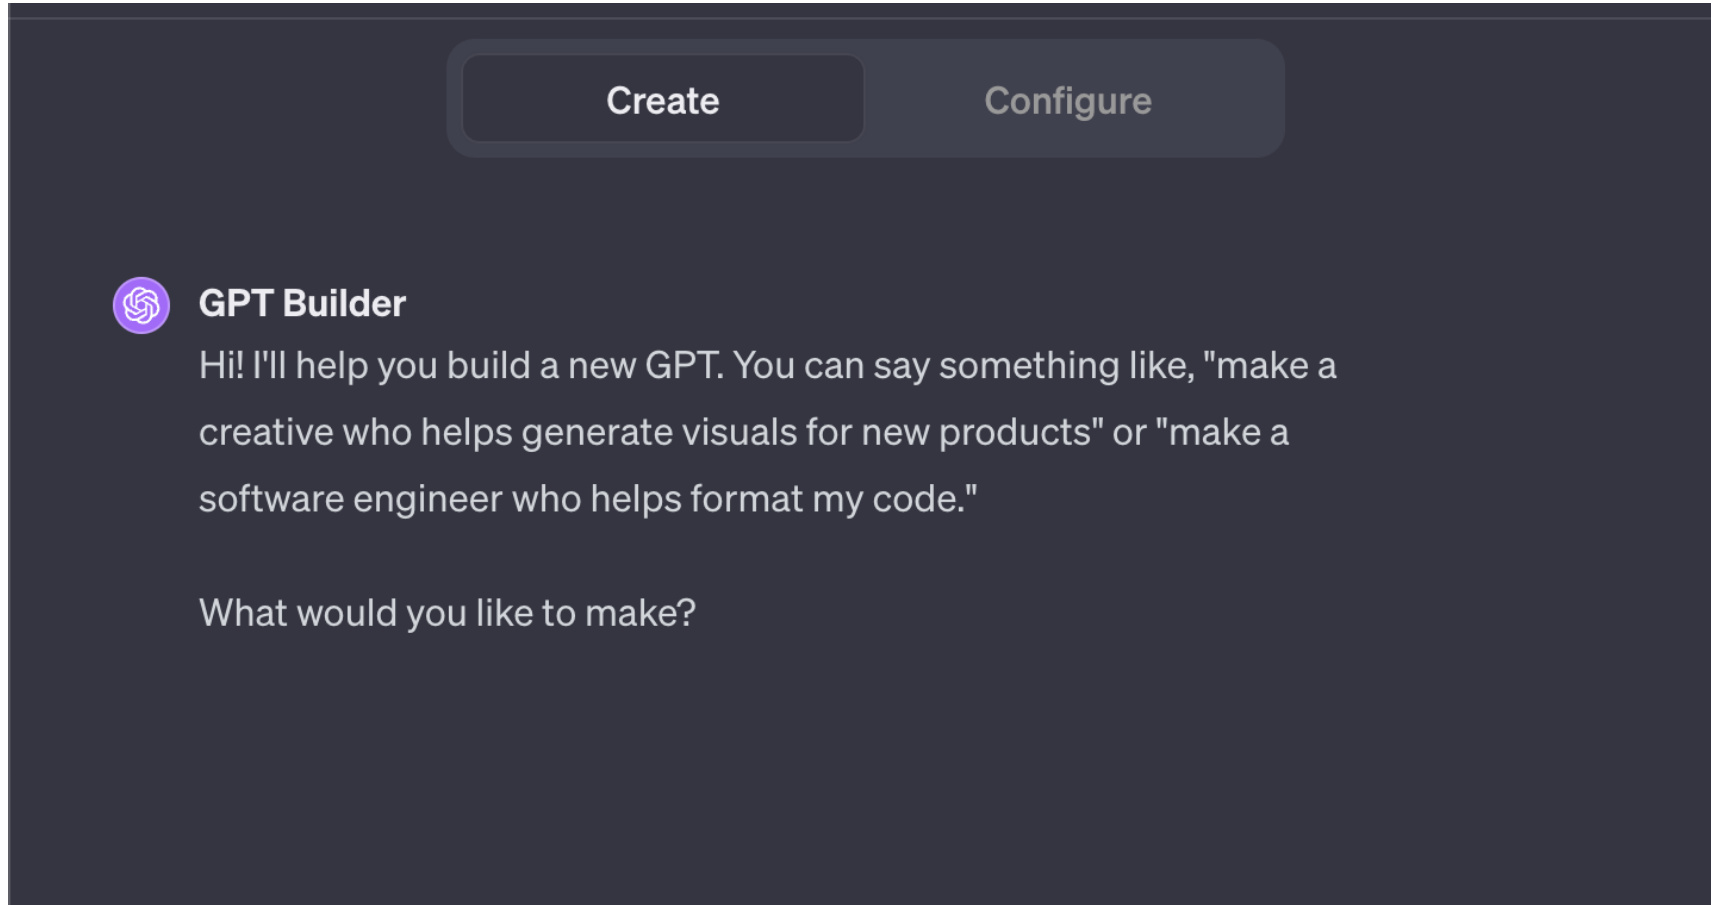 Create
Configure
GPT Builder
Hi! I'll help you build a new GPT. You can say something like, "make a
creative who helps generate visuals for new products" or "make a
software engineer who helps format my code."
What would you like to make?